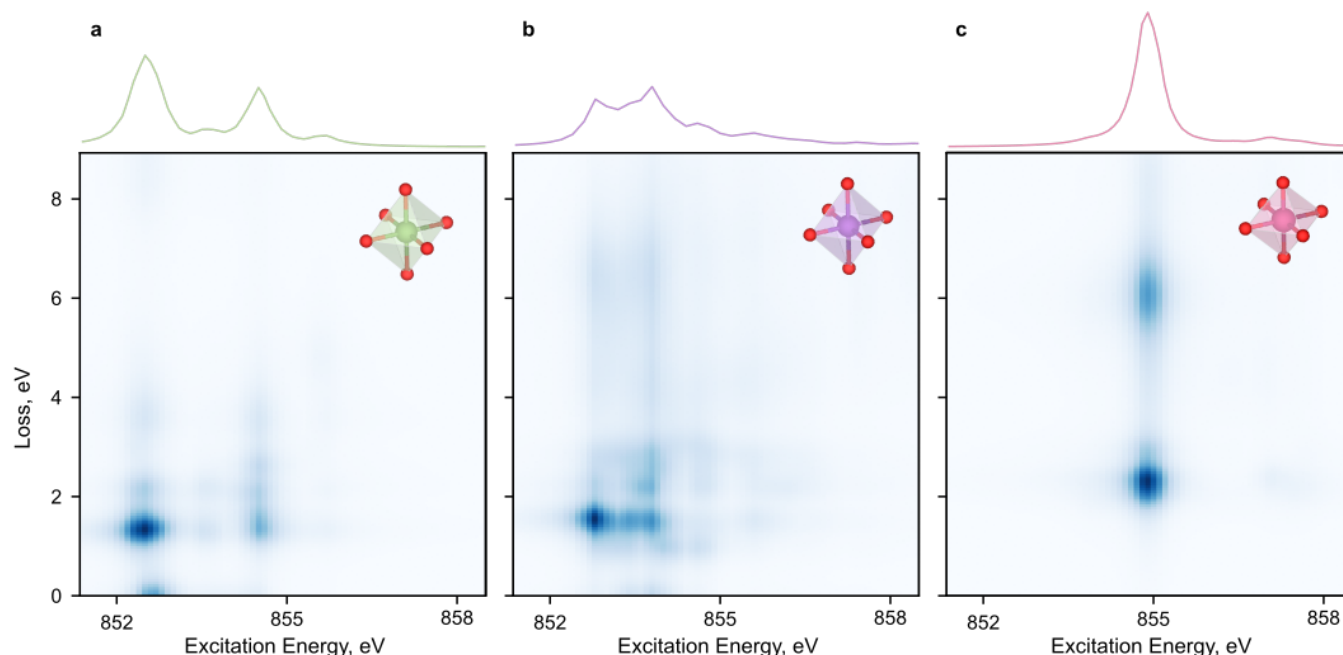 a
b
c
8
6
4
2
0
Loss, eV
852
855
858
852
855
858
852
855
858
Excitation Energy, eV
Excitation Energy, eV
Excitation Energy, eV